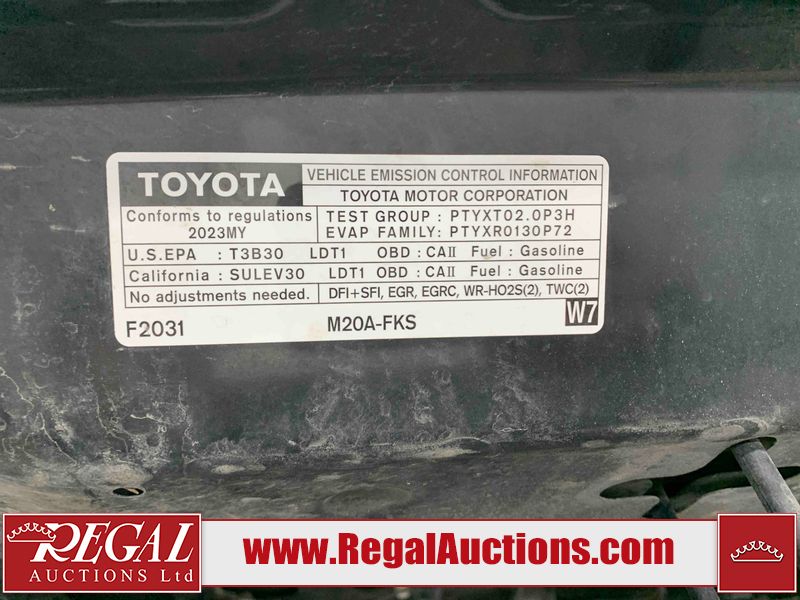 TOYOTA
VEHICLE EMISSION CONTROL INFORMATION
TOYOTA MOTOR CORPORATION
Conforms to regulations
2023MY
TEST GROUP : PTYXT02.0P3H
EVAP FAMILY: PTYXR0130P72
U.S.EPA : T3B30 LDT1 OBD : CAII Fuel : Gasoline
California : SULEV30 LDT1 OBD : CAII Fuel : Gasoline
No adjustments needed. DFI+SFI, EGR, EGRC, WR-HO2S(2), TWC(2)
F2031 M20A-FKS W7
REGAL
AUCTIONS Ltd
www.RegalAuctions.com